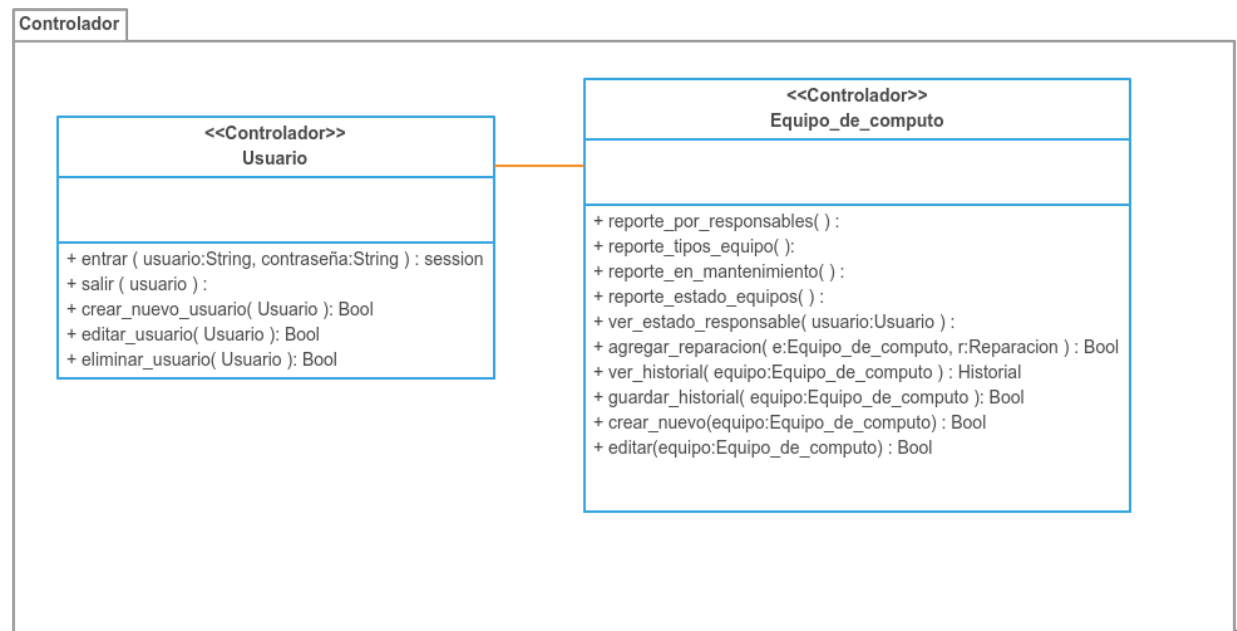 Controlador
<<Controlador>>
Usuario
+ entrar ( usuario:String, contraseña:String ) : session
+ salir ( usuario ) :
+ crear_nuevo_usuario( Usuario ): Bool
+ editar_usuario( Usuario ): Bool
+ eliminar_usuario( Usuario ): Bool
<<Controlador>>
Equipo_de_computo
+ reporte_por_responsables( ) :
+ reporte_tipos_equipo( ):
+ reporte_en_mantenimiento( ) :
+ reporte_estado_equipos( ) :
+ ver_estado_responsable( usuario:Usuario ) :
+ agregar_reparacion( e:Equipo_de_computo, r:Reparacion ) : Bool
+ ver_historial( equipo:Equipo_de_computo ) : Historial
+ guardar_historial( equipo:Equipo_de_computo ): Bool
+ crear_nuevo(equipo:Equipo_de_computo) : Bool
+ editar(equipo:Equipo_de_computo) : Bool